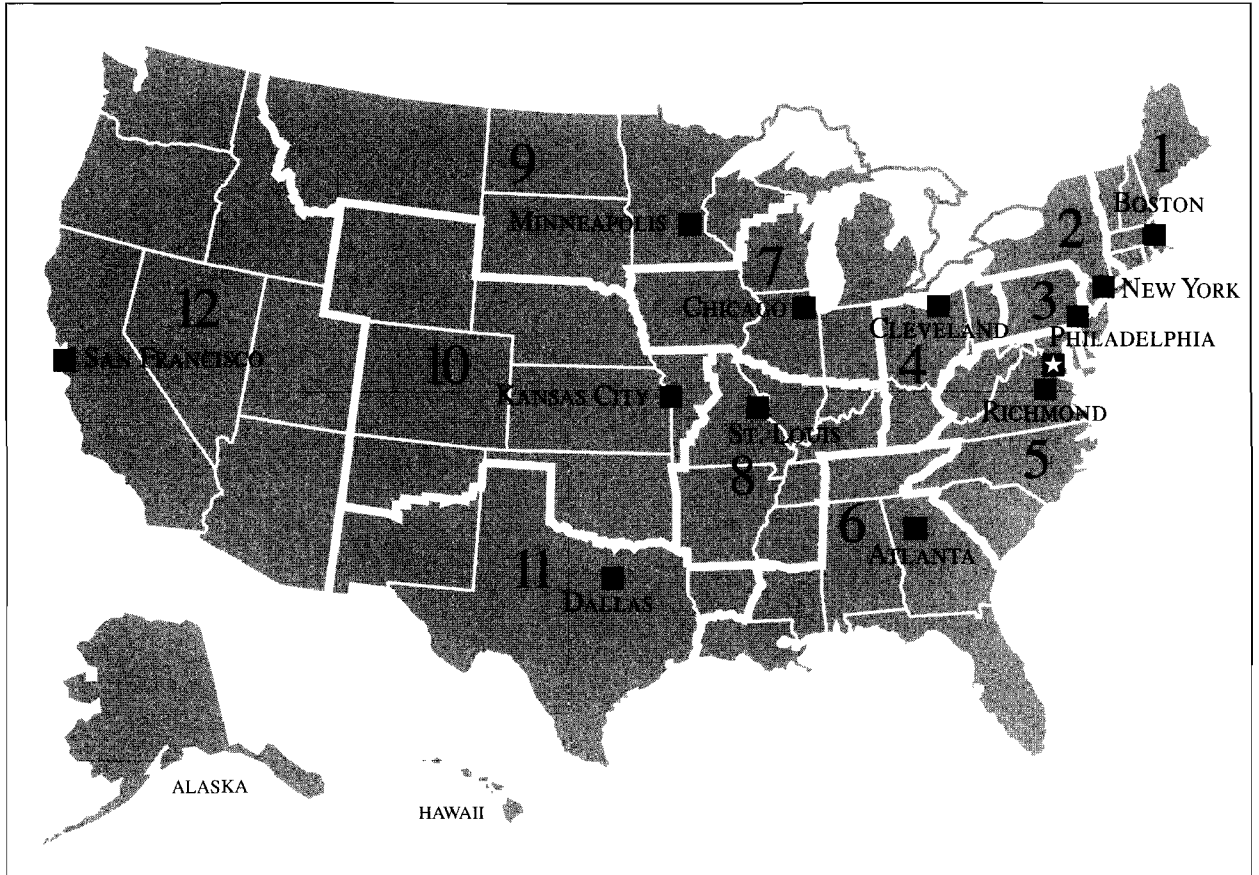 1
BOSTON
9
MINNEAPOLIS
2
7
12
CHICAGO
3
NEW YORK
CLEVELAND
PHILADELPHIA
SAN FRANCISCO
10
4
KANSAS CITY
RICHMOND
ST. LOUIS
8
5
6
ATLANTA
11
DALLAS
ALASKA
HAWAII